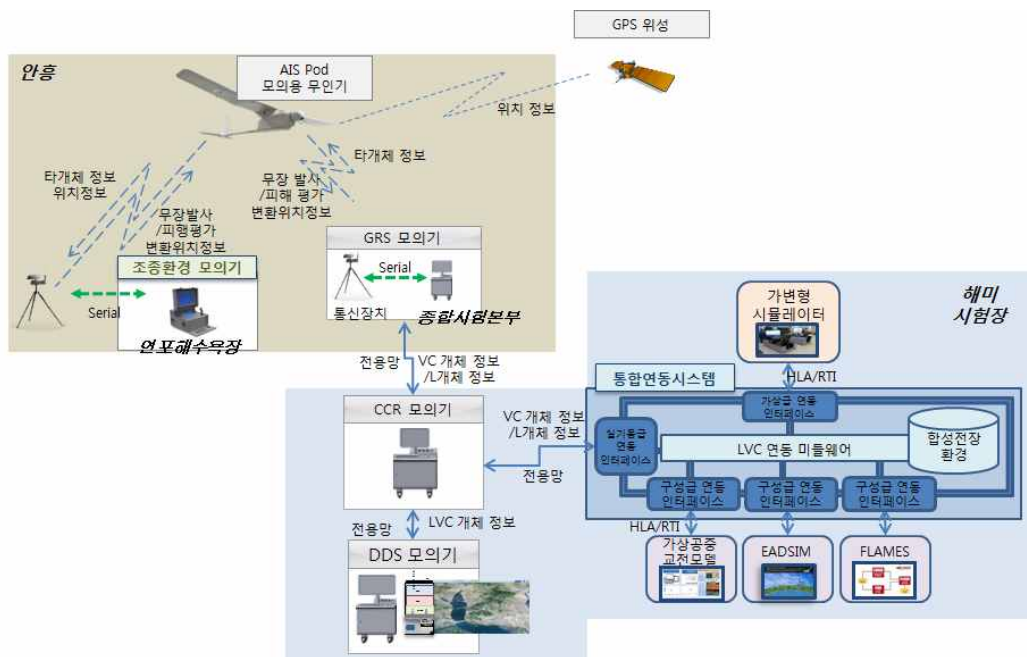 GPS 위성
안흥
AIS Pod
모의용 무인기
위치 정보
타개체 정보
타개체 정보
위치정보
무장 발사
/피해 평가
변환위치정보
무장발사
/피행평가
변환위치정보
GRS 모의기
조종환경 모의기
Serial
Serial
통신장치
종합시험본부
연포해수욕장
해미
시험장
가변형
시뮬레이터
전용망
VC 개체 정보
/L개체 정보
HLA/RTI
통합연동시스템
CCR 모의기
VC 개체 정보
/L개체 정보
가상급 연동
인터페이스
실기동급
연동
인터페이스
LVC 연동 미들웨어
합성전장
환경
전용망
구성급 연동
인터페이스
구성급 연동
인터페이스
구성급 연동
인터페이스
전용망
LVC 개체 정보
HLA/RTI
DDS 모의기
가상공중
교전모델
EADSIM
FLAMES